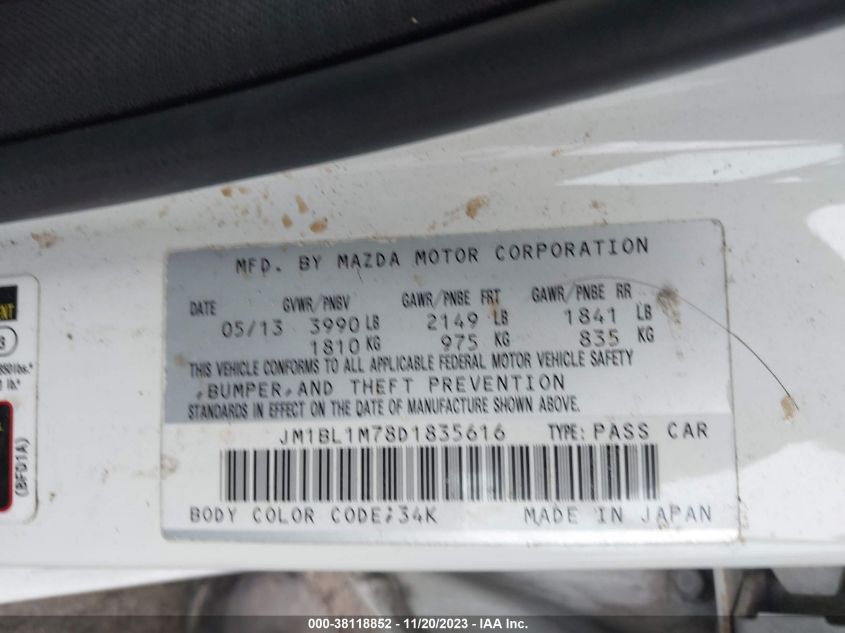 MFD. BY MAZDA MOTOR CORPORATION
DATE GVWR/PNBV GAWR/PNBE FRT GAWR/PNBE RR
05/13 3990 LB 2149 LB 1841 LB
1810 KG 975 KG 835 KG
THIS VEHICLE CONFORMS TO ALL APPLICABLE FEDERAL MOTOR VEHICLE SAFETY
,BUMPER,AND THEFT PREVENTION
STANDARDS IN EFFECT ON THE DATE OF MANUFACTURE SHOWN ABOVE.
JM1BL1M78D1835616 TYPE: PASS CAR
BODY COLOR CODE:34K MADE IN JAPAN
(BFD1A)
000-38118852 - 11/20/2023 - IAA Inc.